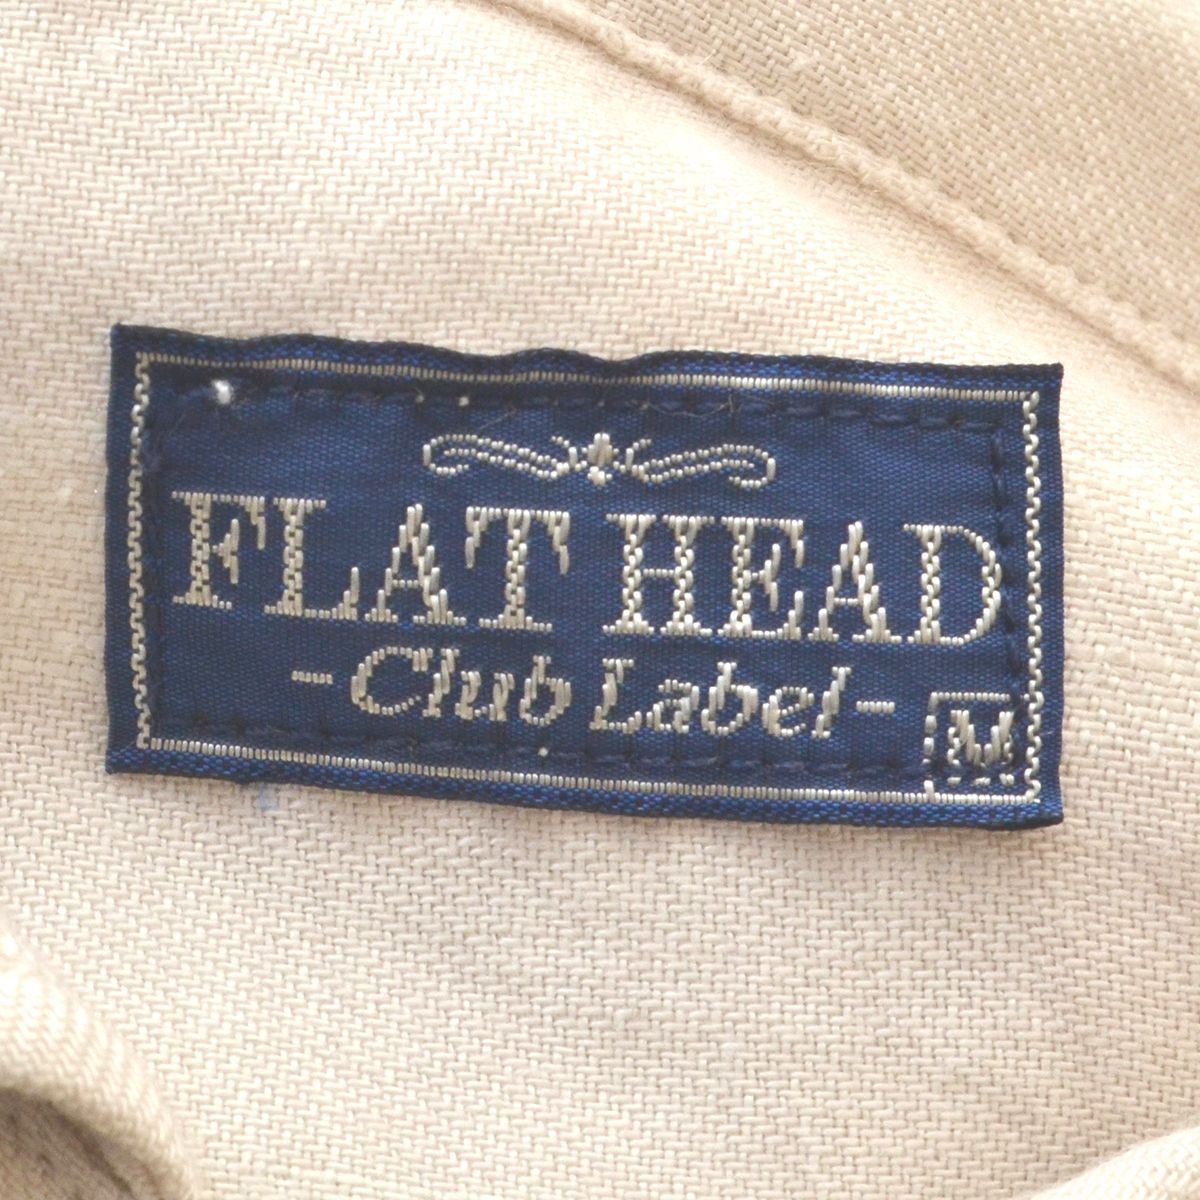 FLAT HEAD
-Club Label-
M